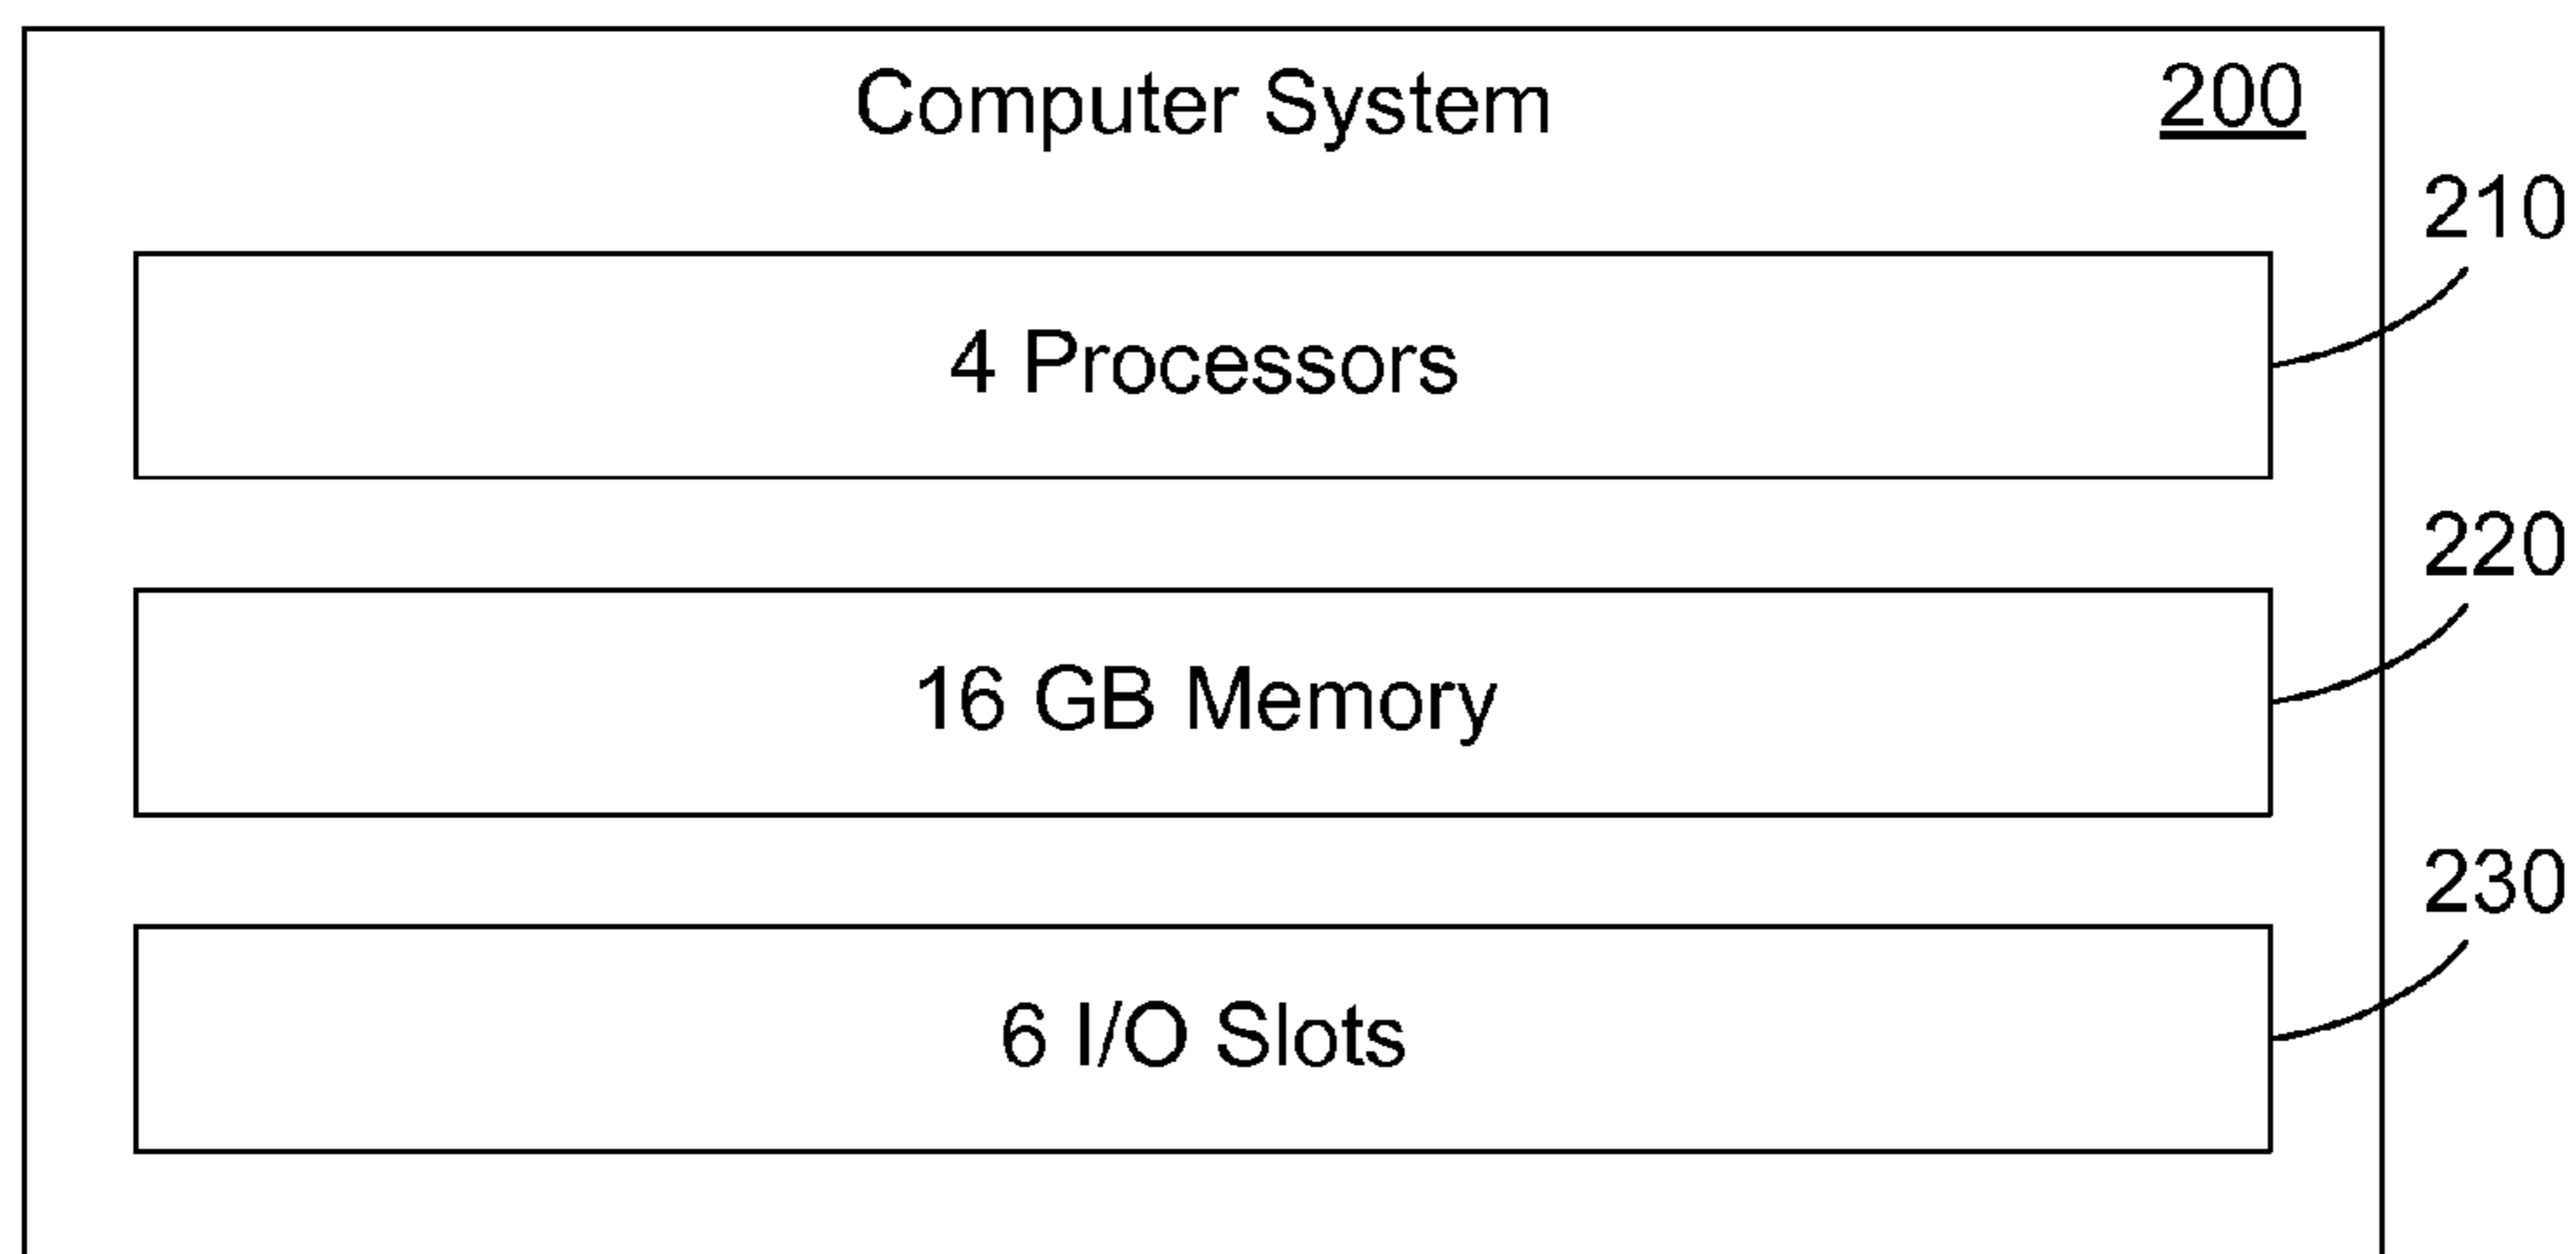 Computer System 200
210
4 Processors
220
16 GB Memory
230
6 I/O Slots